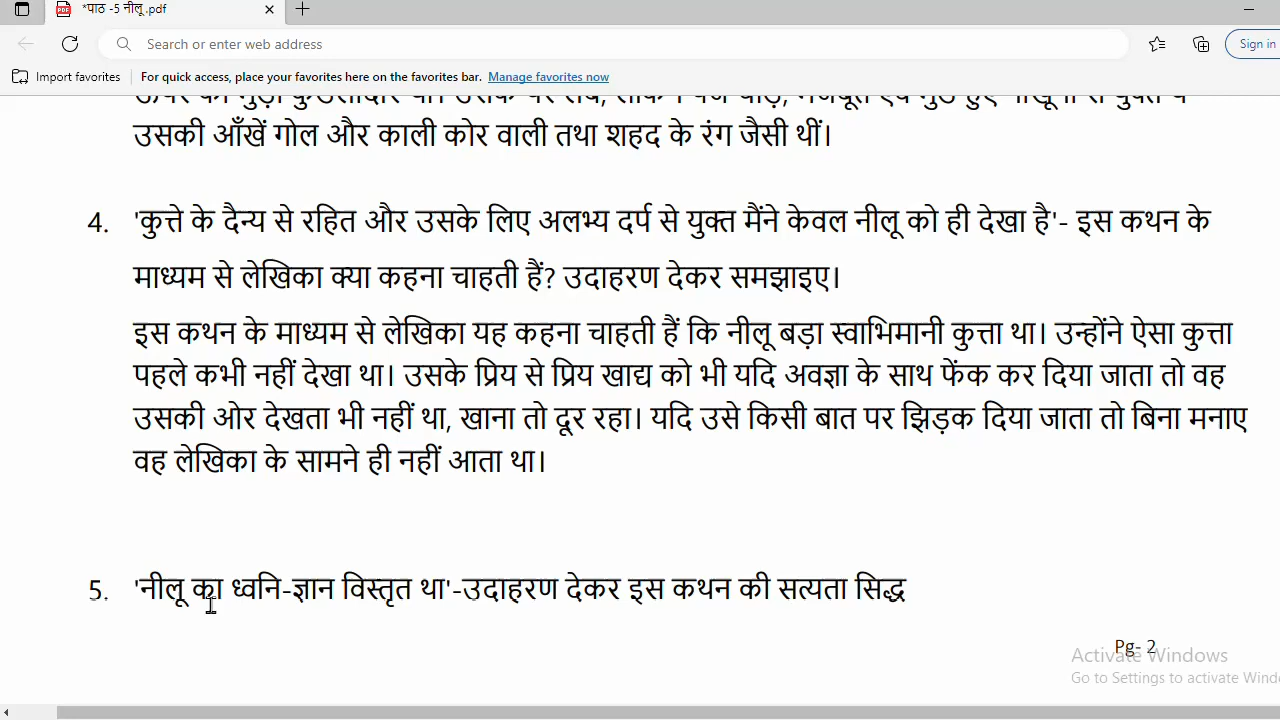 *पाठ -5 नीलू .pdf
Search or enter web address
Sign in
Import favorites
For quick access, place your favorites here on the favorites bar. Manage favorites now
उसकी आँखें गोल और काली कोर वाली तथा शहद के रंग जैसी थीं।
4. 'कुत्ते के दैन्य से रहित और उसके लिए अलभ्य दर्प से युक्त मैंने केवल नीलू को ही देखा है'- इस कथन के
माध्यम से लेखिका क्या कहना चाहती हैं? उदाहरण देकर समझाइए।
इस कथन के माध्यम से लेखिका यह कहना चाहती हैं कि नीलू बड़ा स्वाभिमानी कुत्ता था। उन्होंने ऐसा कुत्ता
पहले कभी नहीं देखा था। उसके प्रिय से प्रिय खाद्य को भी यदि अवज्ञा के साथ फेंक कर दिया जाता तो वह
उसकी ओर देखता भी नहीं था, खाना तो दूर रहा। यदि उसे किसी बात पर झिड़क दिया जाता तो बिना मनाए
वह लेखिका के सामने ही नहीं आता था।
5. 'नीलू का ध्वनि-ज्ञान विस्तृत था'-उदाहरण देकर इस कथन की सत्यता सिद्ध
Pg- 2
Activate Windows
Go to Settings to activate Wind